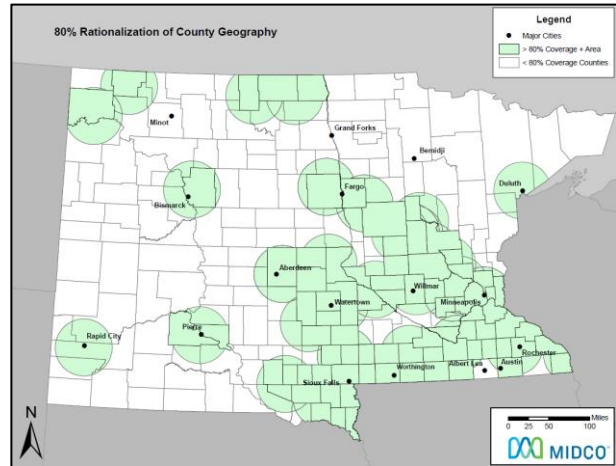 80% Rationalization of County Geography
Legend
Major Cities
> 80% Coverage + Area
< 80% Coverage Counties
Minot
Grand Forks
Bemidji
Duluth
Bismarck
Fargo
Aberdeen
Willmar
Minneapolis
Watertown
Rapid City
Pierre
Rochester
Worthington
Albert Lea
Austin
Sioux Falls
N
Miles
0 25 50 100
MIDCO